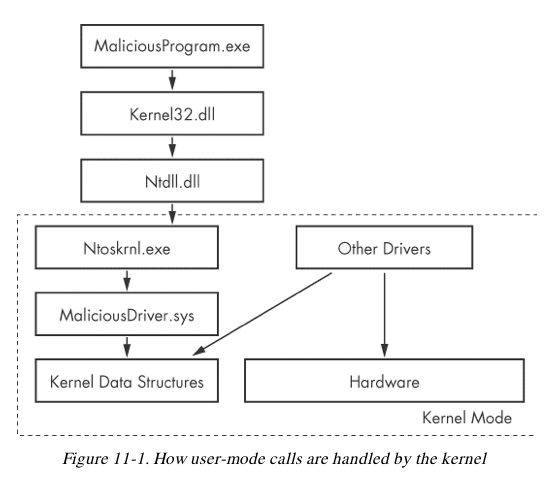 MaliciousProgram.exe
Kernel32.dll
Ntdll.dll
Ntoskrnl.exe
Other Drivers
MaliciousDriver.sys
Kernel Data Structures
Hardware
Kernel Mode
Figure 11-1. How user-mode calls are handled by the kernel